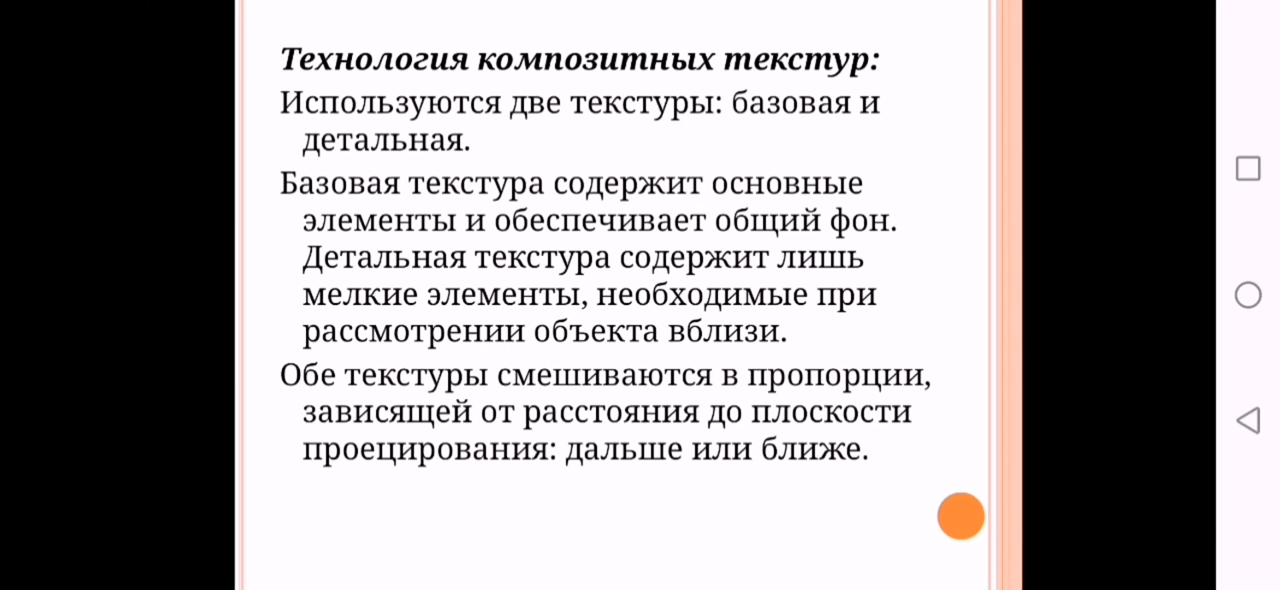 Технология композитных текстур:
Используются две текстуры: базовая и
детальная.
Базовая текстура содержит основные
элементы и обеспечивает общий фон.
Детальная текстура содержит лишь
мелкие элементы, необходимые при
рассмотрении объекта вблизи.
Обе текстуры смешиваются в пропорции,
зависящей от расстояния до плоскости
проецирования: дальше или ближе.